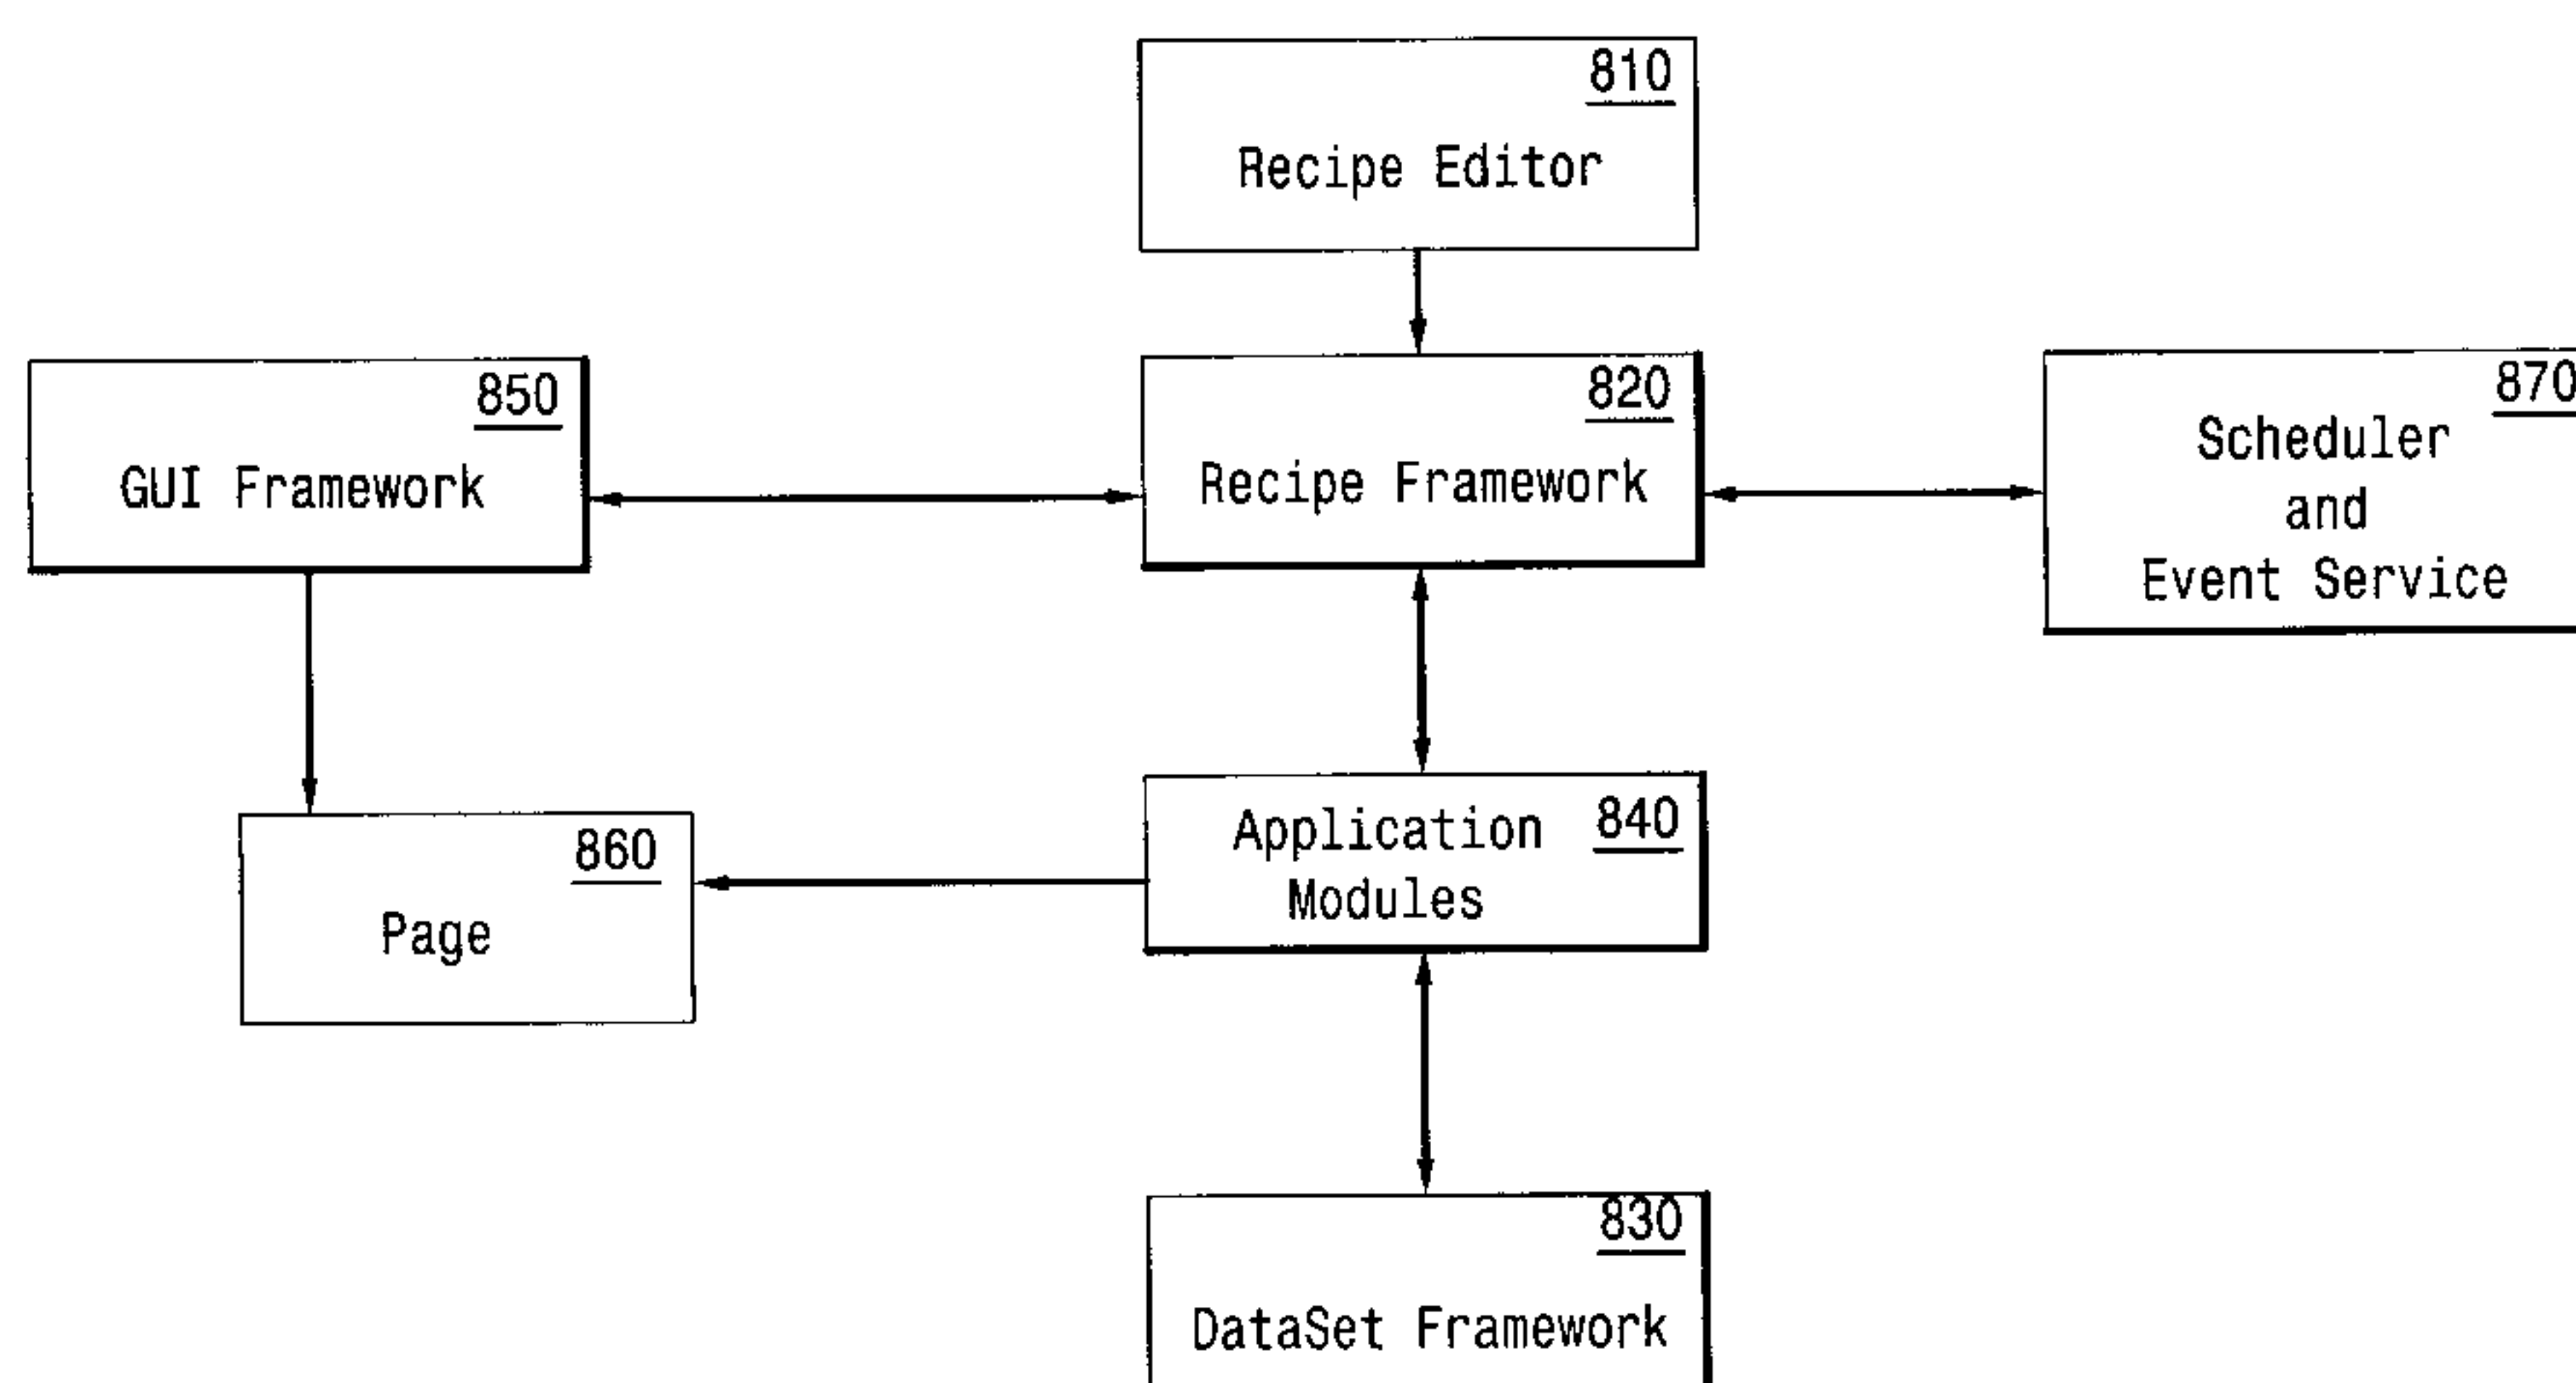 810
Recipe Editor
850
GUI Framework
820
Recipe Framework
870
Scheduler
and
Event Service
860
Page
Application 840
Modules
830
DataSet Framework